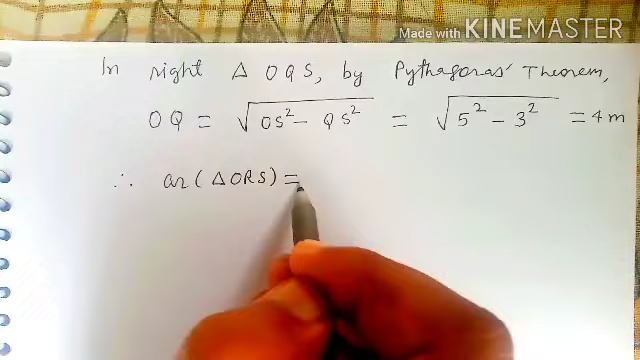 Made with KINEMASTER
In right Δ OQS, by Pythagoras' Theorem,
OQ = √OS² − QS² = √5² − 3² = 4 m
∴ ar (Δ ORS) =